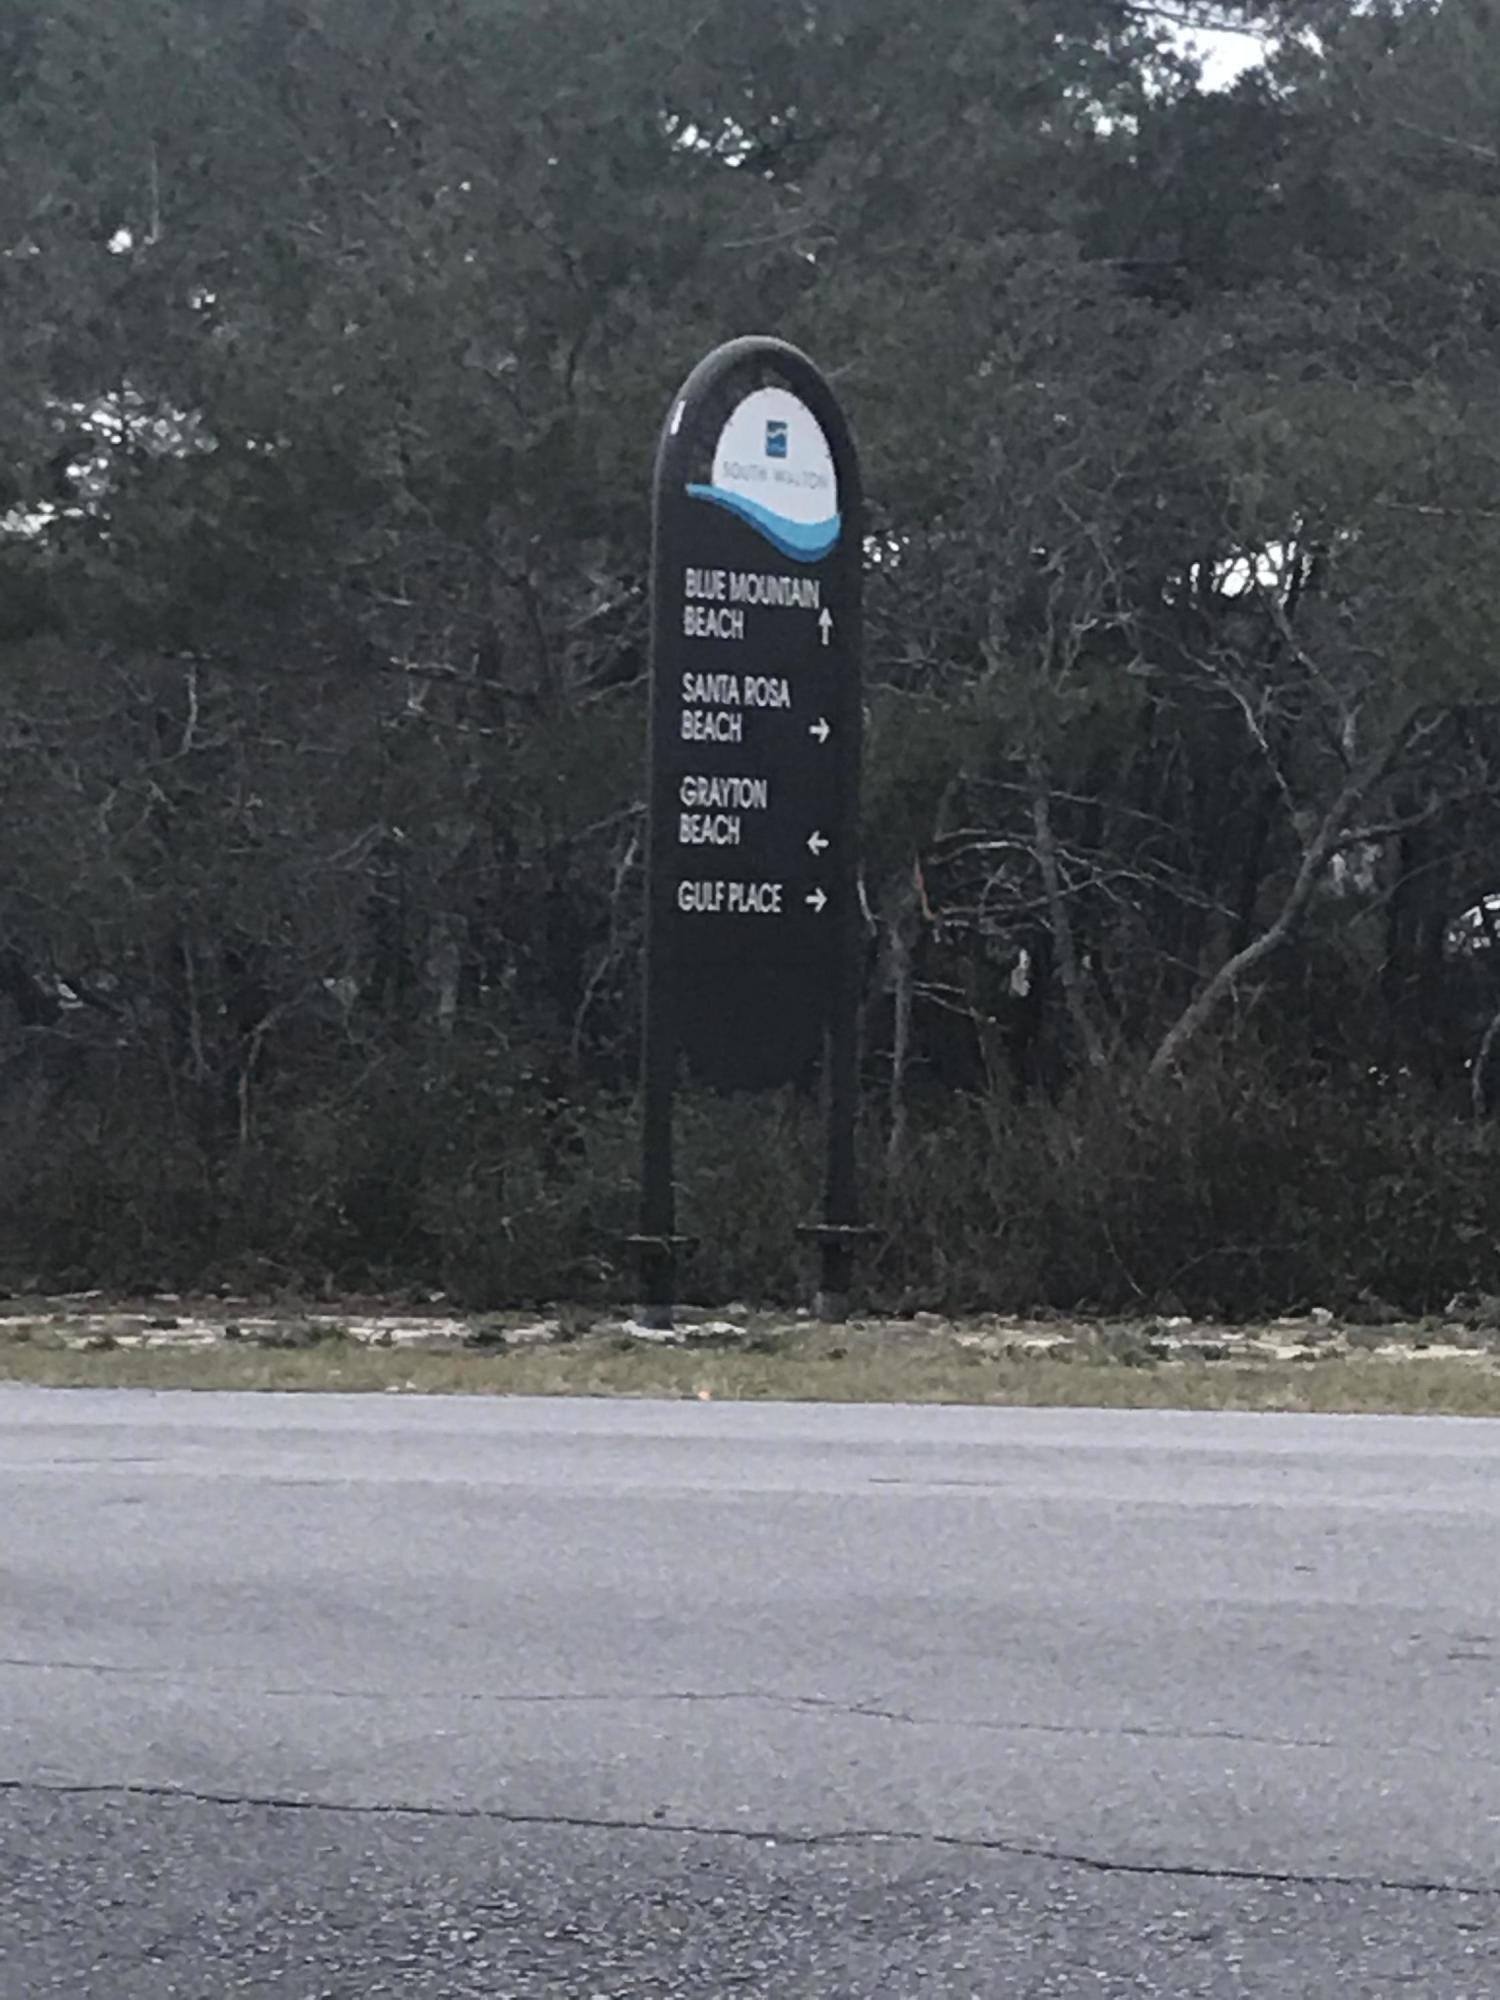 SOUTH WALTON
BLUE MOUNTAIN
BEACH ↑
SANTA ROSA
BEACH →
GRAYTON
BEACH ←
GULF PLACE →